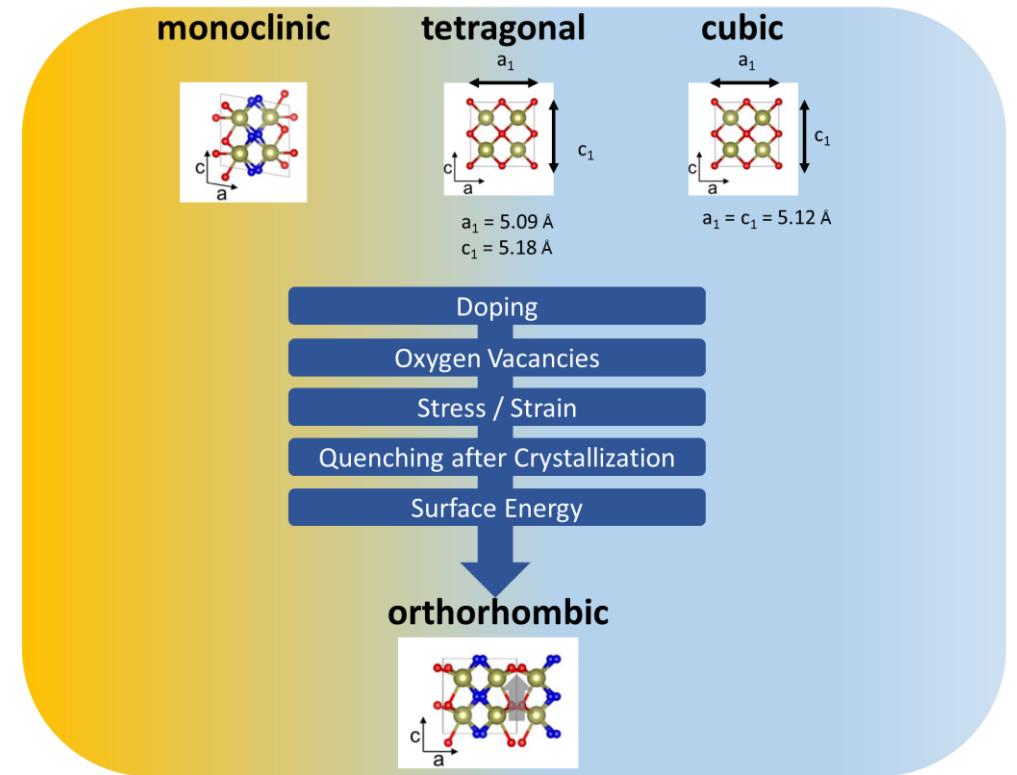 monoclinic
tetragonal
cubic
a₁
a₁
c₁
c₁
c
a
c
a
c
a
a₁ = 5.09 Å
c₁ = 5.18 Å
a₁ = c₁ = 5.12 Å
Doping
Oxygen Vacancies
Stress / Strain
Quenching after Crystallization
Surface Energy
orthorhombic
c
a